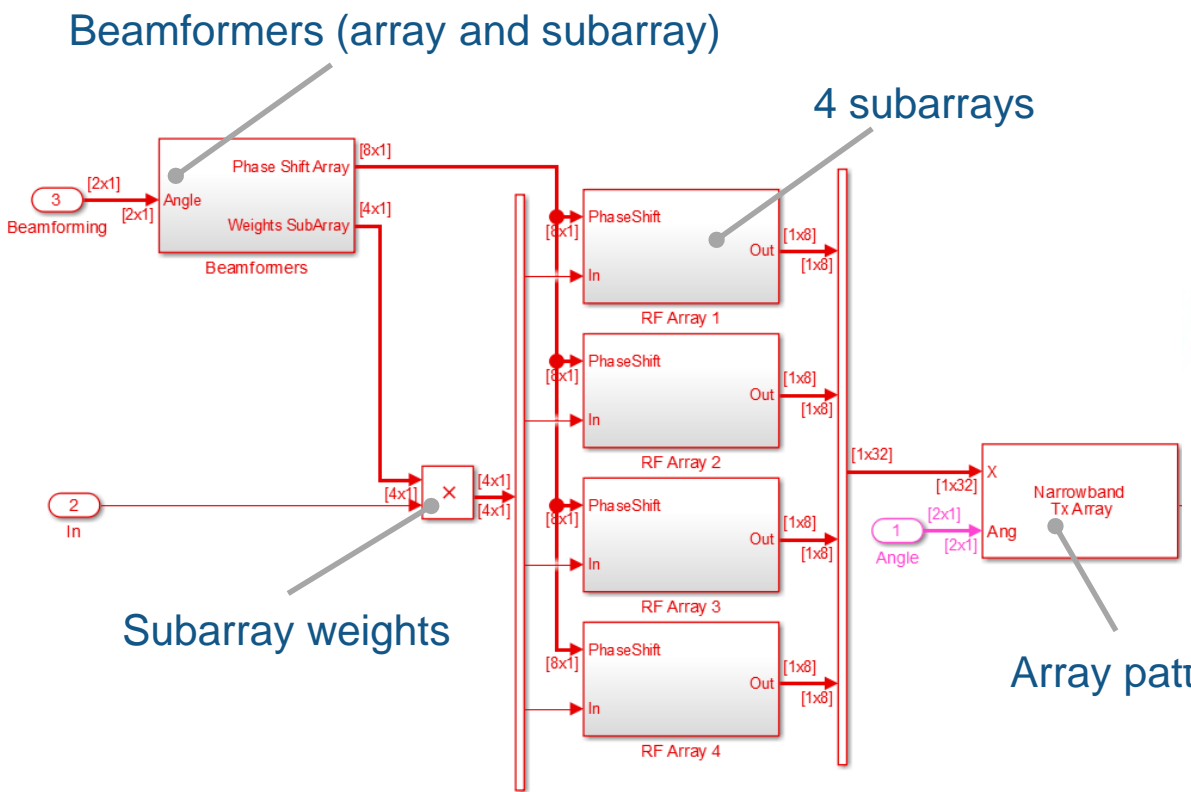 Beamformers (array and subarray)
4 subarrays
[8x1]
Phase Shift Array
[2x1]
3
Angle
[2x1]
[4x1]
Beamforming
Weights SubArray
Beamformers
PhaseShift
[8x1]
[1x8]
Out
[1x8]
In
RF Array 1
PhaseShift
[8x1]
[1x8]
Out
[1x8]
In
RF Array 2
[1x32]
X
[1x32]
Narrowband
Tx Array
[2x1]
1
Ang
[2x1]
Angle
[4x1]
×
[4x1]
[4x1]
2
In
PhaseShift
[8x1]
[1x8]
Out
[1x8]
In
RF Array 3
Subarray weights
PhaseShift
[8x1]
[1x8]
Out
[1x8]
In
RF Array 4
Array